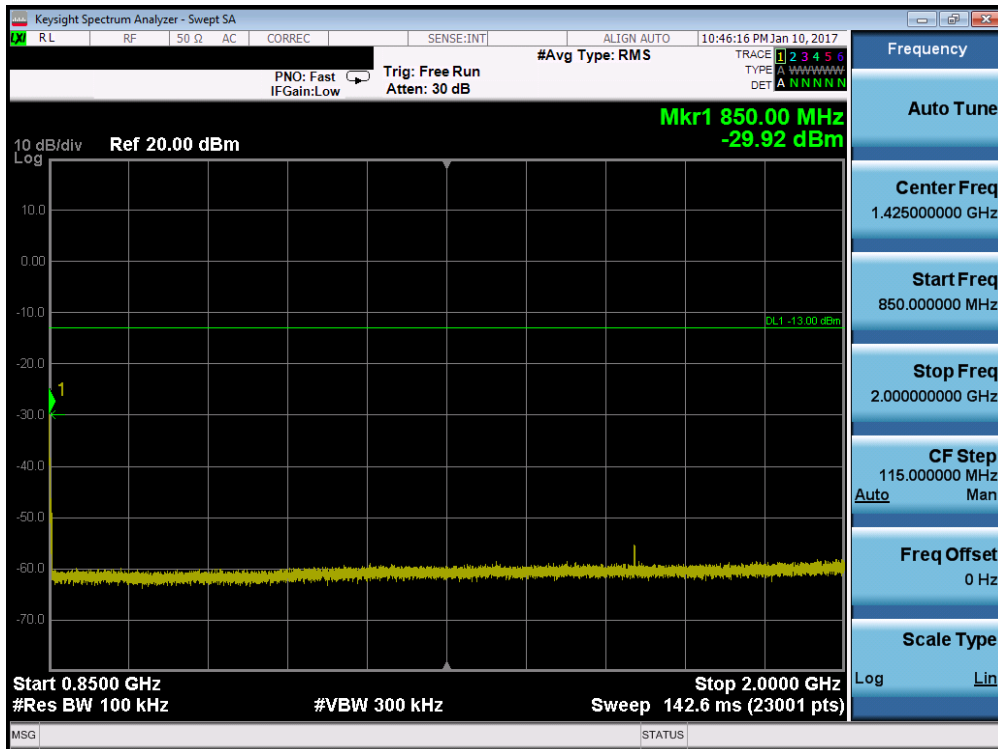 Keysight Spectrum Analyzer - Swept SA
LXI RL RF 50 Ω AC CORREC SENSE:INT ALIGN AUTO 10:46:16 PM Jan 10, 2017
#Avg Type: RMS TRACE 1 2 3 4 5 6
PNO: Fast Trig: Free Run TYPE A WWWWW
IFGain:Low Atten: 30 dB DET A N N N N N
Mkr1 850.00 MHz
-29.92 dBm
10 dB/div Ref 20.00 dBm
Log
10.0
0.00
-10.0
DL1 -13.00 dBm
-20.0
1
-30.0
-40.0
-50.0
-60.0
-70.0
Start 0.8500 GHz Stop 2.0000 GHz
#Res BW 100 kHz #VBW 300 kHz Sweep 142.6 ms (23001 pts)
MSG STATUS
Frequency
Auto Tune
Center Freq
1.425000000 GHz
Start Freq
850.000000 MHz
Stop Freq
2.000000000 GHz
CF Step
115.000000 MHz
Auto Man
Freq Offset
0 Hz
Scale Type
Log Lin